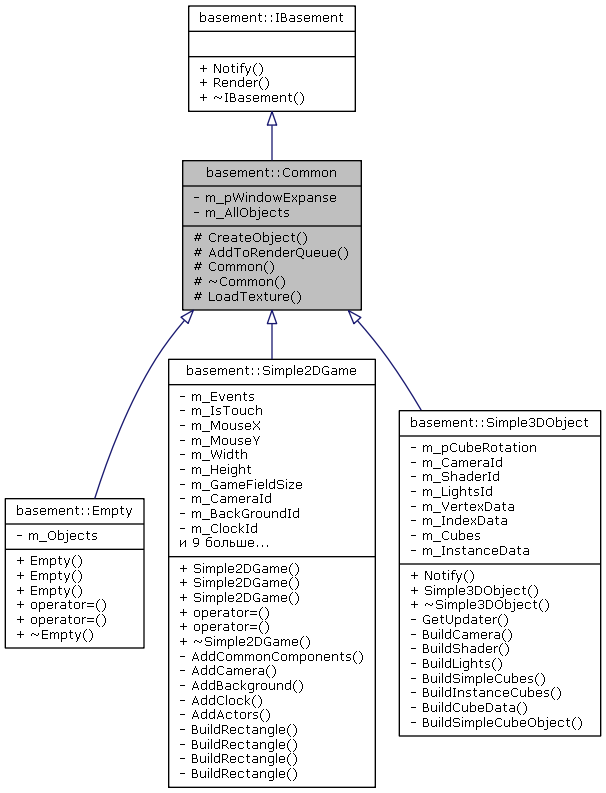 basement::IBasement
+ Notify()
+ Render()
+ ~IBasement()
basement::Common
- m_pWindowExpanse
- m_AllObjects
# CreateObject()
# AddToRenderQueue()
# Common()
# ~Common()
# LoadTexture()
basement::Empty
- m_Objects
+ Empty()
+ Empty()
+ Empty()
+ operator=()
+ operator=()
+ ~Empty()
basement::Simple2DGame
- m_Events
- m_IsTouch
- m_MouseX
- m_MouseY
- m_Width
- m_Height
- m_GameFieldSize
- m_CameraId
- m_BackGroundId
- m_ClockId
и 9 больше...
+ Simple2DGame()
+ Simple2DGame()
+ Simple2DGame()
+ operator=()
+ operator=()
+ ~Simple2DGame()
- AddCommonComponents()
- AddCamera()
- AddBackground()
- AddClock()
- AddActors()
- BuildRectangle()
- BuildRectangle()
- BuildRectangle()
- BuildRectangle()
basement::Simple3DObject
- m_pCubeRotation
- m_CameraId
- m_ShaderId
- m_LightsId
- m_VertexData
- m_IndexData
- m_Cubes
- m_InstanceData
+ Notify()
+ Simple3DObject()
+ ~Simple3DObject()
- GetUpdater()
- BuildCamera()
- BuildShader()
- BuildLights()
- BuildSimpleCubes()
- BuildInstanceCubes()
- BuildCubeData()
- BuildSimpleCubeObject()